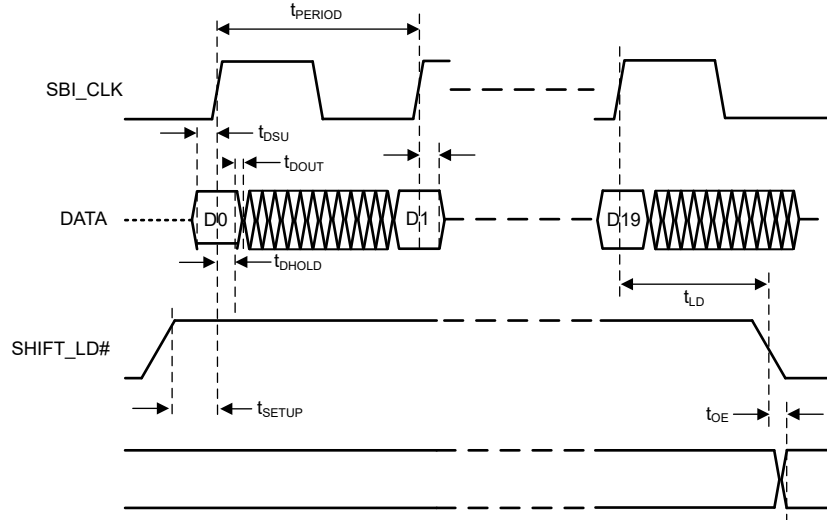 tPERIOD
SBI_CLK
tDSU
tDOUT
DATA
D0
D1
D19
tDHOLD
tLD
SHIFT_LD#
tSETUP
tOE